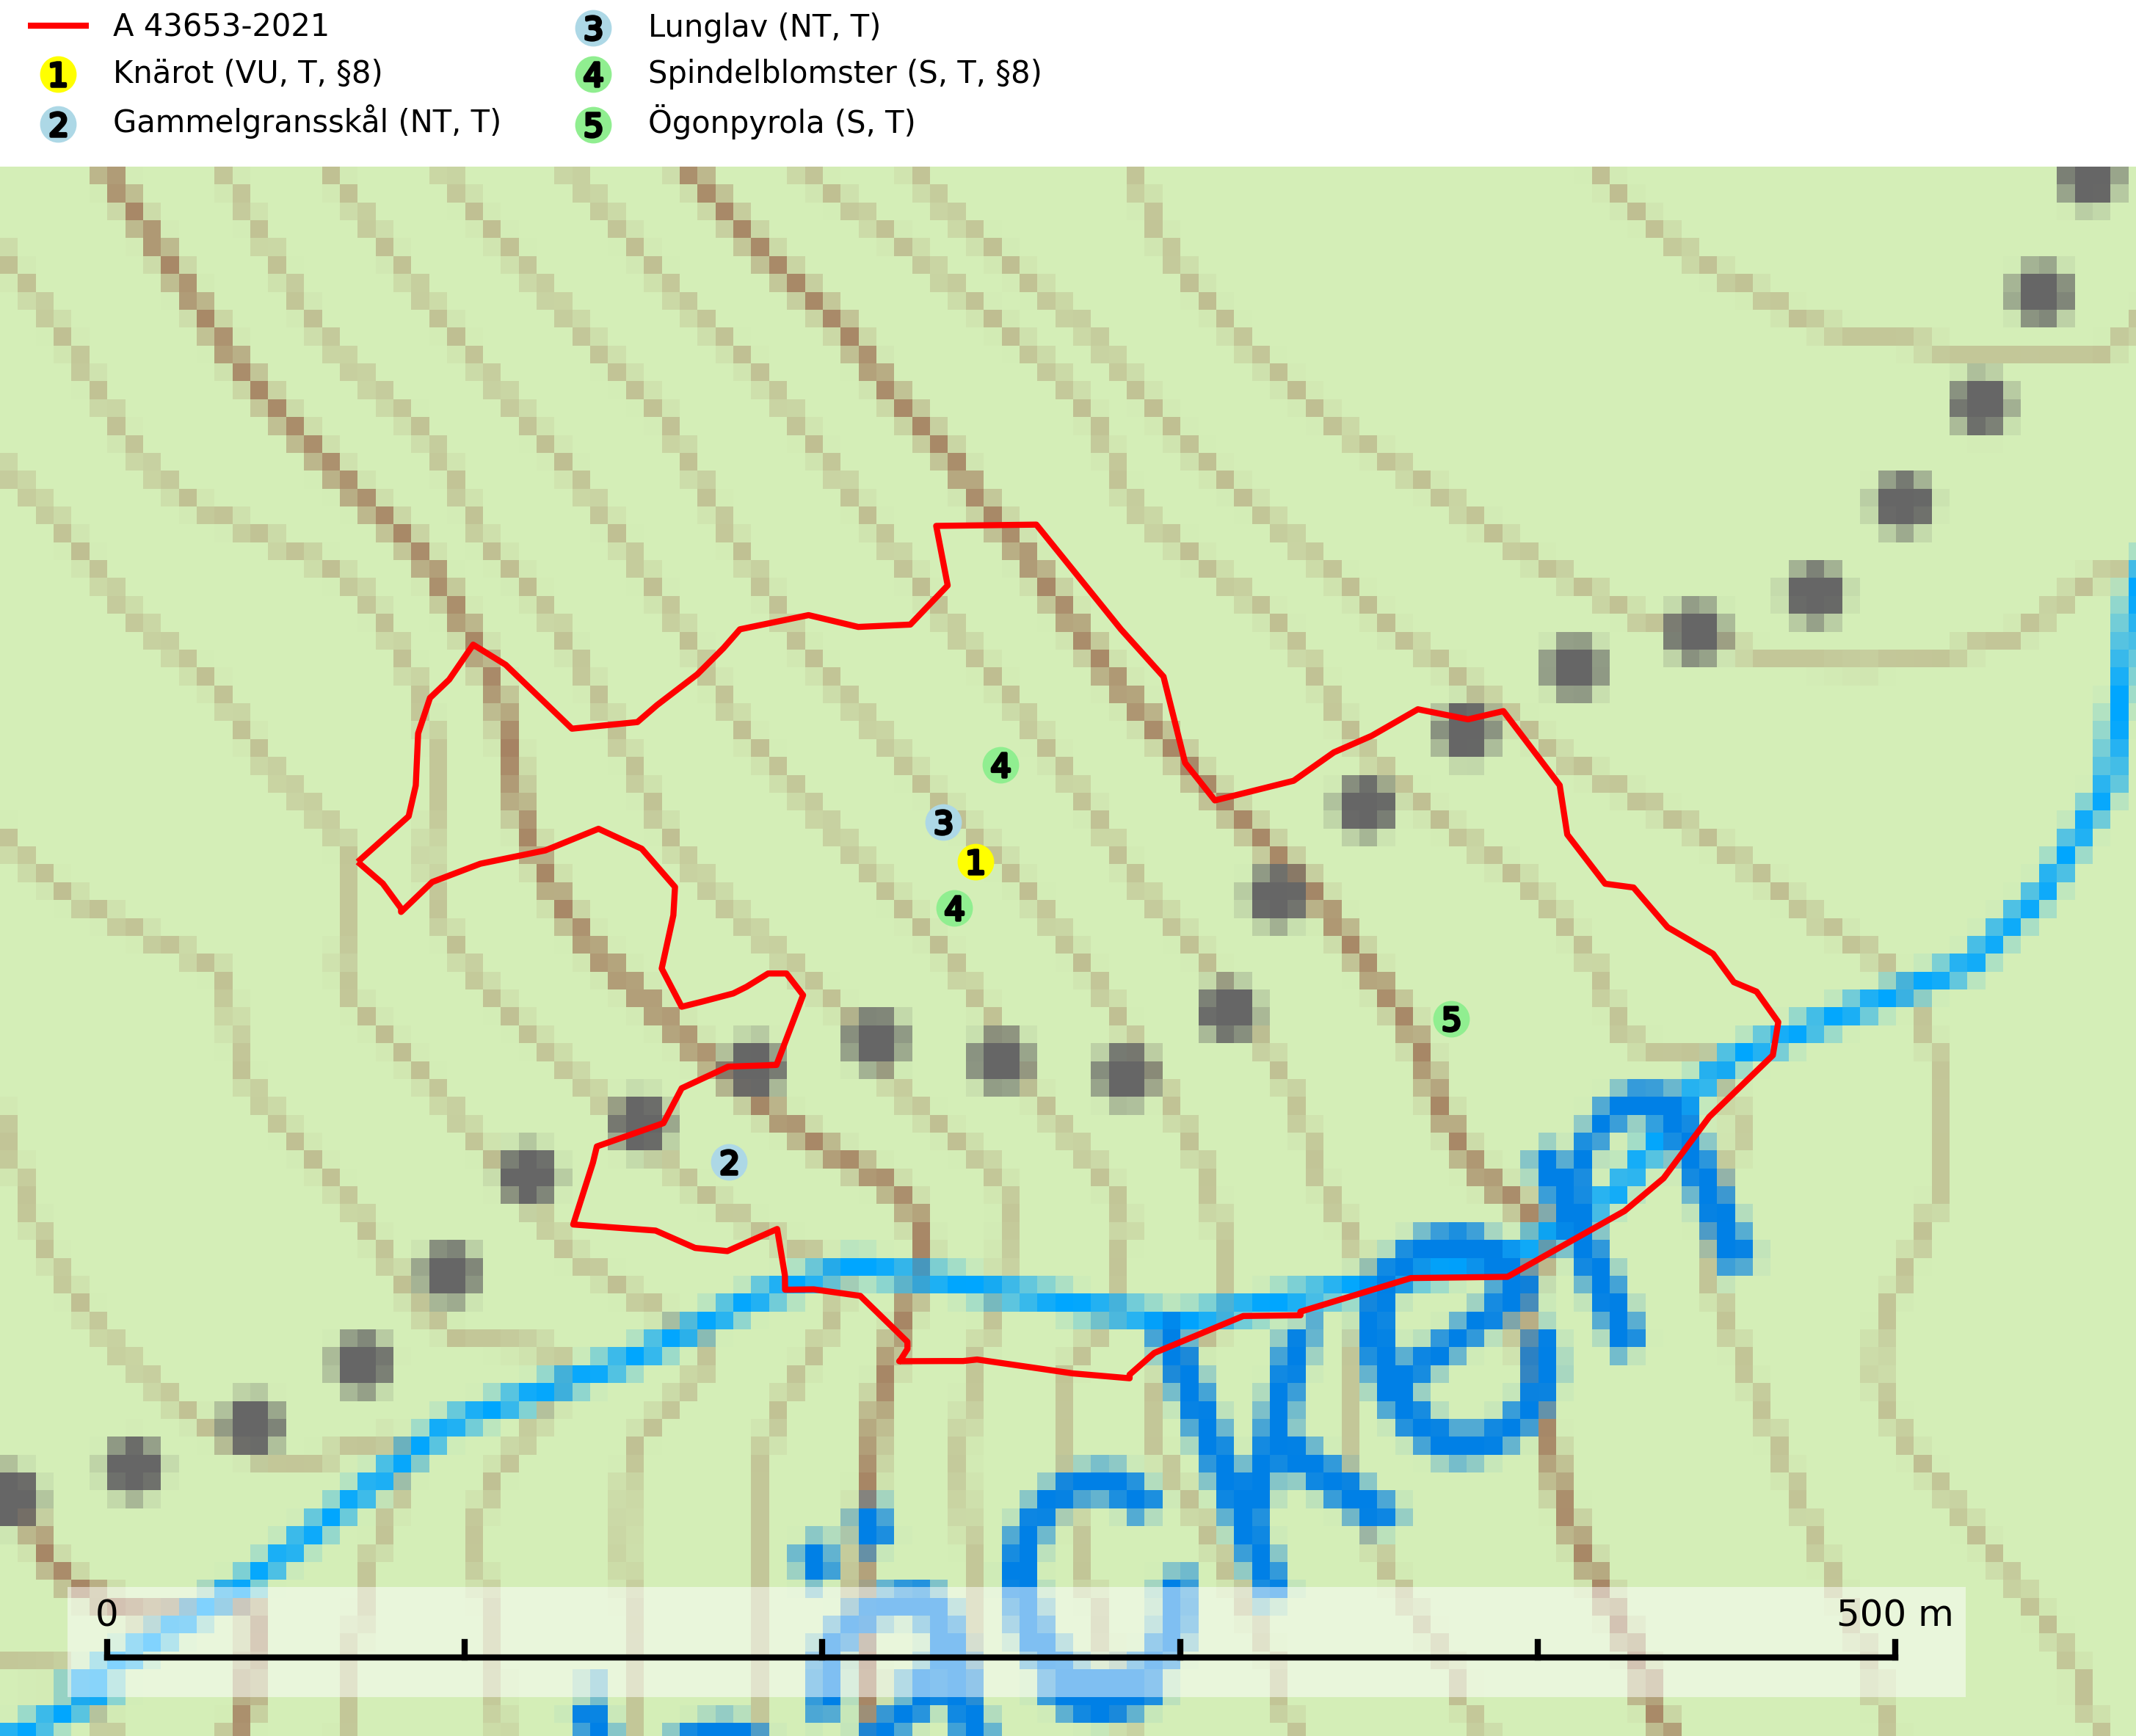 A 43653-2021
1 Knärot (VU, T, §8)
2 Gammelgransskål (NT, T)
3 Lunglav (NT, T)
4 Spindelblomster (S, T, §8)
5 Ögonpyrola (S, T)
4
3
1
4
5
2
0 500 m